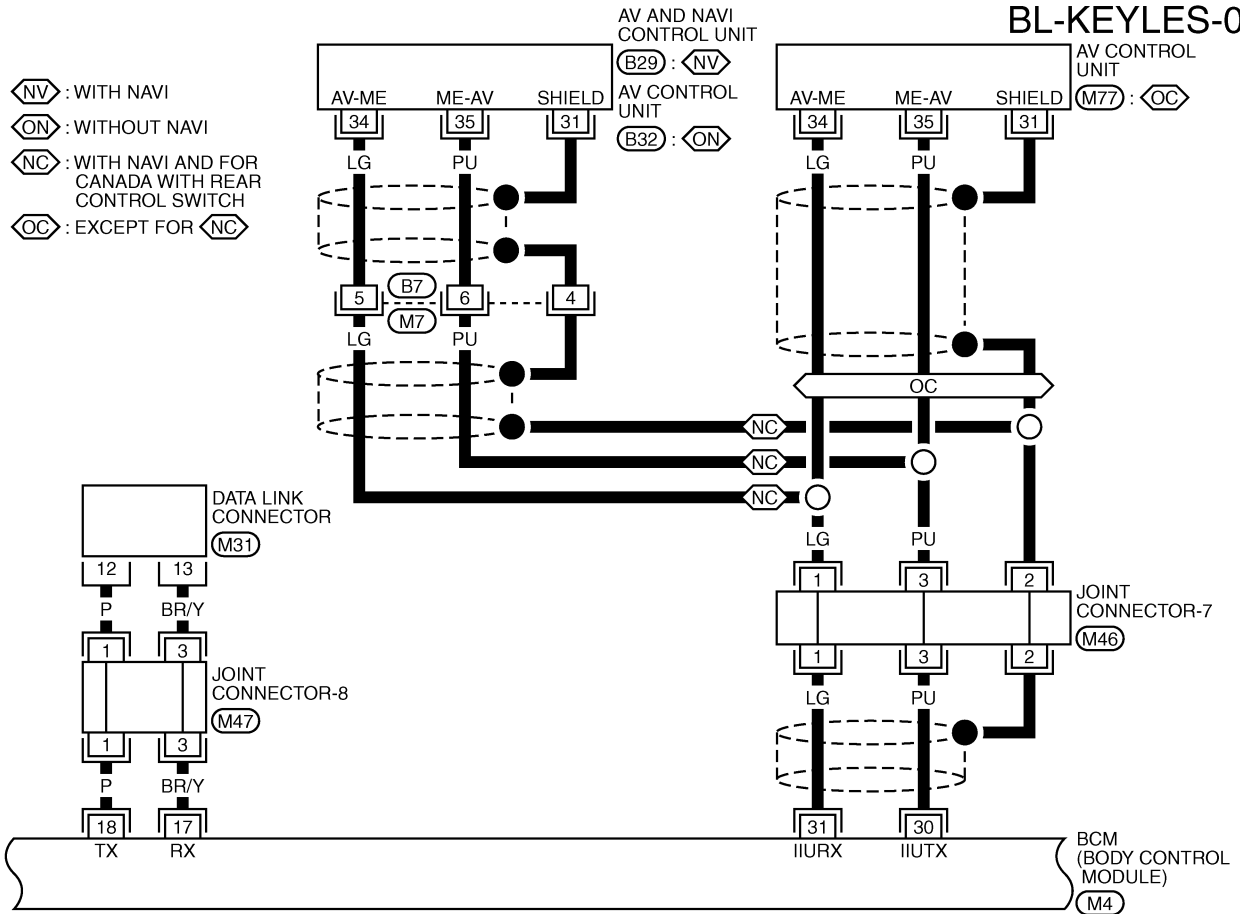 BL-KEYLES-0
NV : WITH NAVI
ON : WITHOUT NAVI
NC : WITH NAVI AND FOR
CANADA WITH REAR
CONTROL SWITCH
OC : EXCEPT FOR NC
AV AND NAVI
CONTROL UNIT
B29 : NV
AV CONTROL
UNIT
B32 : ON
AV CONTROL
UNIT
M77 : OC
AV-ME ME-AV SHIELD
34 35 31
LG PU
AV-ME ME-AV SHIELD
34 35 31
LG PU
B7
5 6 4
M7
LG PU
OC
NC
NC
NC
LG PU
1 3 2
JOINT
CONNECTOR-7
M46
1 3 2
LG PU
DATA LINK
CONNECTOR
M31
12 13
P BR/Y
1 3
JOINT
CONNECTOR-8
M47
1 3
P BR/Y
18 17
TX RX
31 30
IIURX IIUTX
BCM
(BODY CONTROL
MODULE)
M4